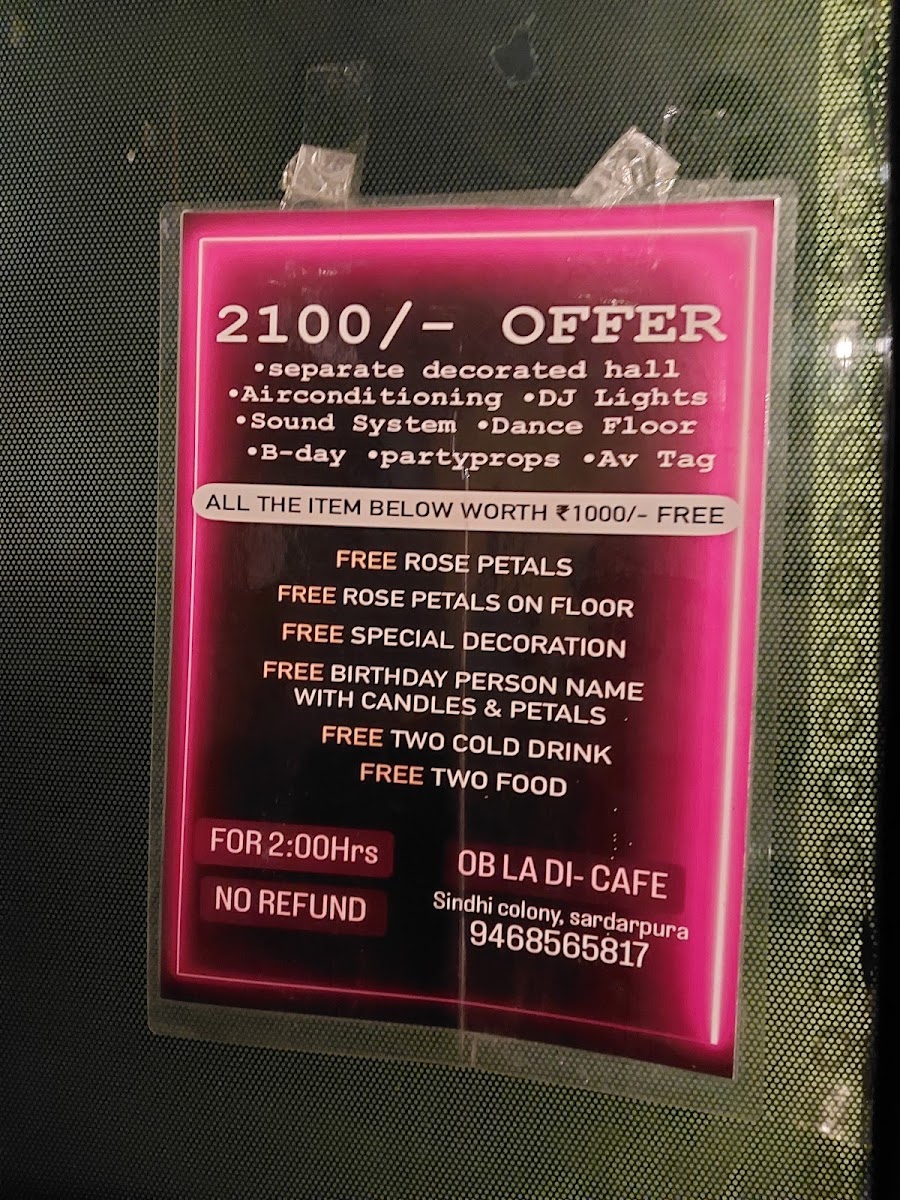 2100/- OFFER
•separate decorated hall
•Airconditioning •DJ Lights
•Sound System •Dance Floor
•B-day •partyprops •Av Tag
ALL THE ITEM BELOW WORTH ₹1000/- FREE
FREE ROSE PETALS
FREE ROSE PETALS ON FLOOR
FREE SPECIAL DECORATION
FREE BIRTHDAY PERSON NAME
WITH CANDLES & PETALS
FREE TWO COLD DRINK
FREE TWO FOOD
FOR 2:00Hrs
NO REFUND
OB LA DI- CAFE
Sindhi colony, sardarpura
9468565817